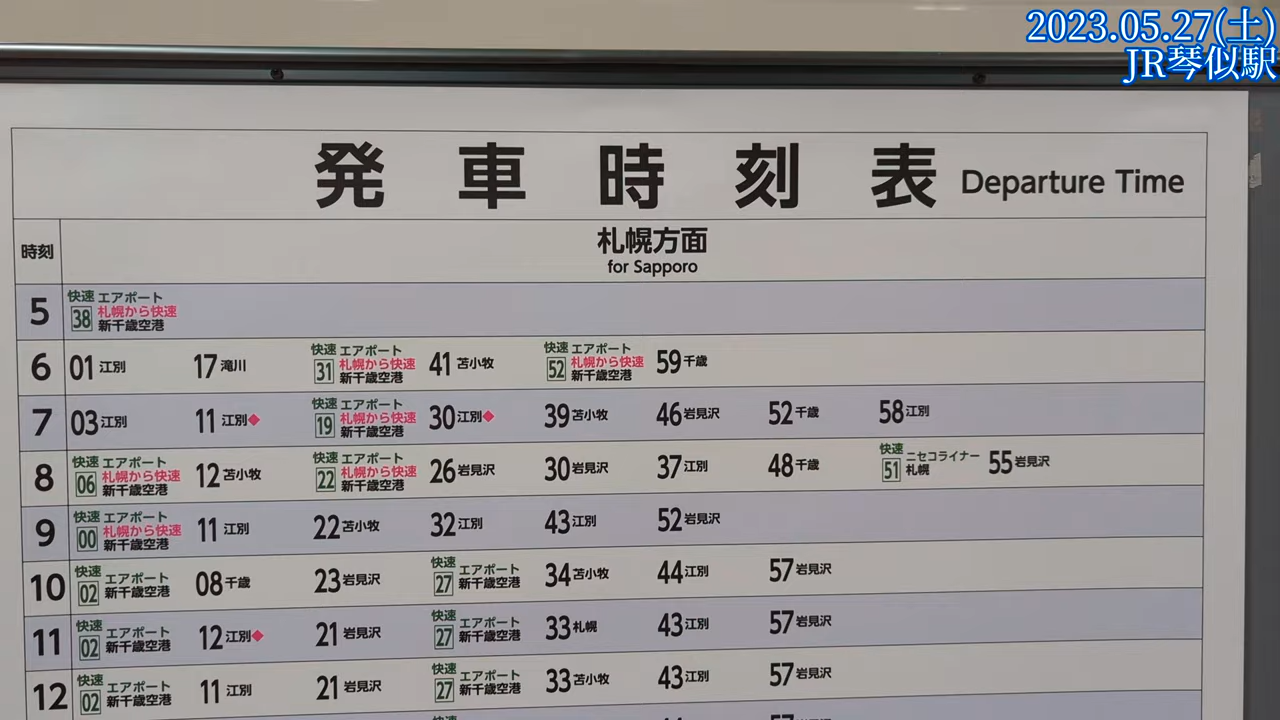 2023.05.27(土)
JR琴似駅
発車時刻表 Departure Time
時刻
札幌方面
for Sapporo
5 快速 エアポート 38 札幌から快速 新千歳空港
6 01 江別 17 滝川 快速 エアポート 31 札幌から快速 新千歳空港 41 苫小牧 快速 エアポート 52 札幌から快速 新千歳空港 59 千歳
7 03 江別 11 江別◆ 快速 エアポート 19 札幌から快速 新千歳空港 30 江別◆ 39 苫小牧 46 岩見沢 52 千歳 58 江別
8 快速 エアポート 06 札幌から快速 新千歳空港 12 苫小牧 快速 エアポート 22 札幌から快速 新千歳空港 26 岩見沢 30 岩見沢 37 江別 48 千歳 快速 ニセコライナー 51 札幌 55 岩見沢
9 快速 エアポート 00 札幌から快速 新千歳空港 11 江別 22 苫小牧 32 江別 43 江別 52 岩見沢
10 快速 エアポート 02 新千歳空港 08 千歳 23 岩見沢 快速 エアポート 27 新千歳空港 34 苫小牧 44 江別 57 岩見沢
11 快速 エアポート 02 新千歳空港 12 江別◆ 21 岩見沢 快速 エアポート 27 新千歳空港 33 札幌 43 江別 57 岩見沢
12 快速 エアポート 02 新千歳空港 11 江別 21 岩見沢 快速 エアポート 27 新千歳空港 33 苫小牧 43 江別 57 岩見沢